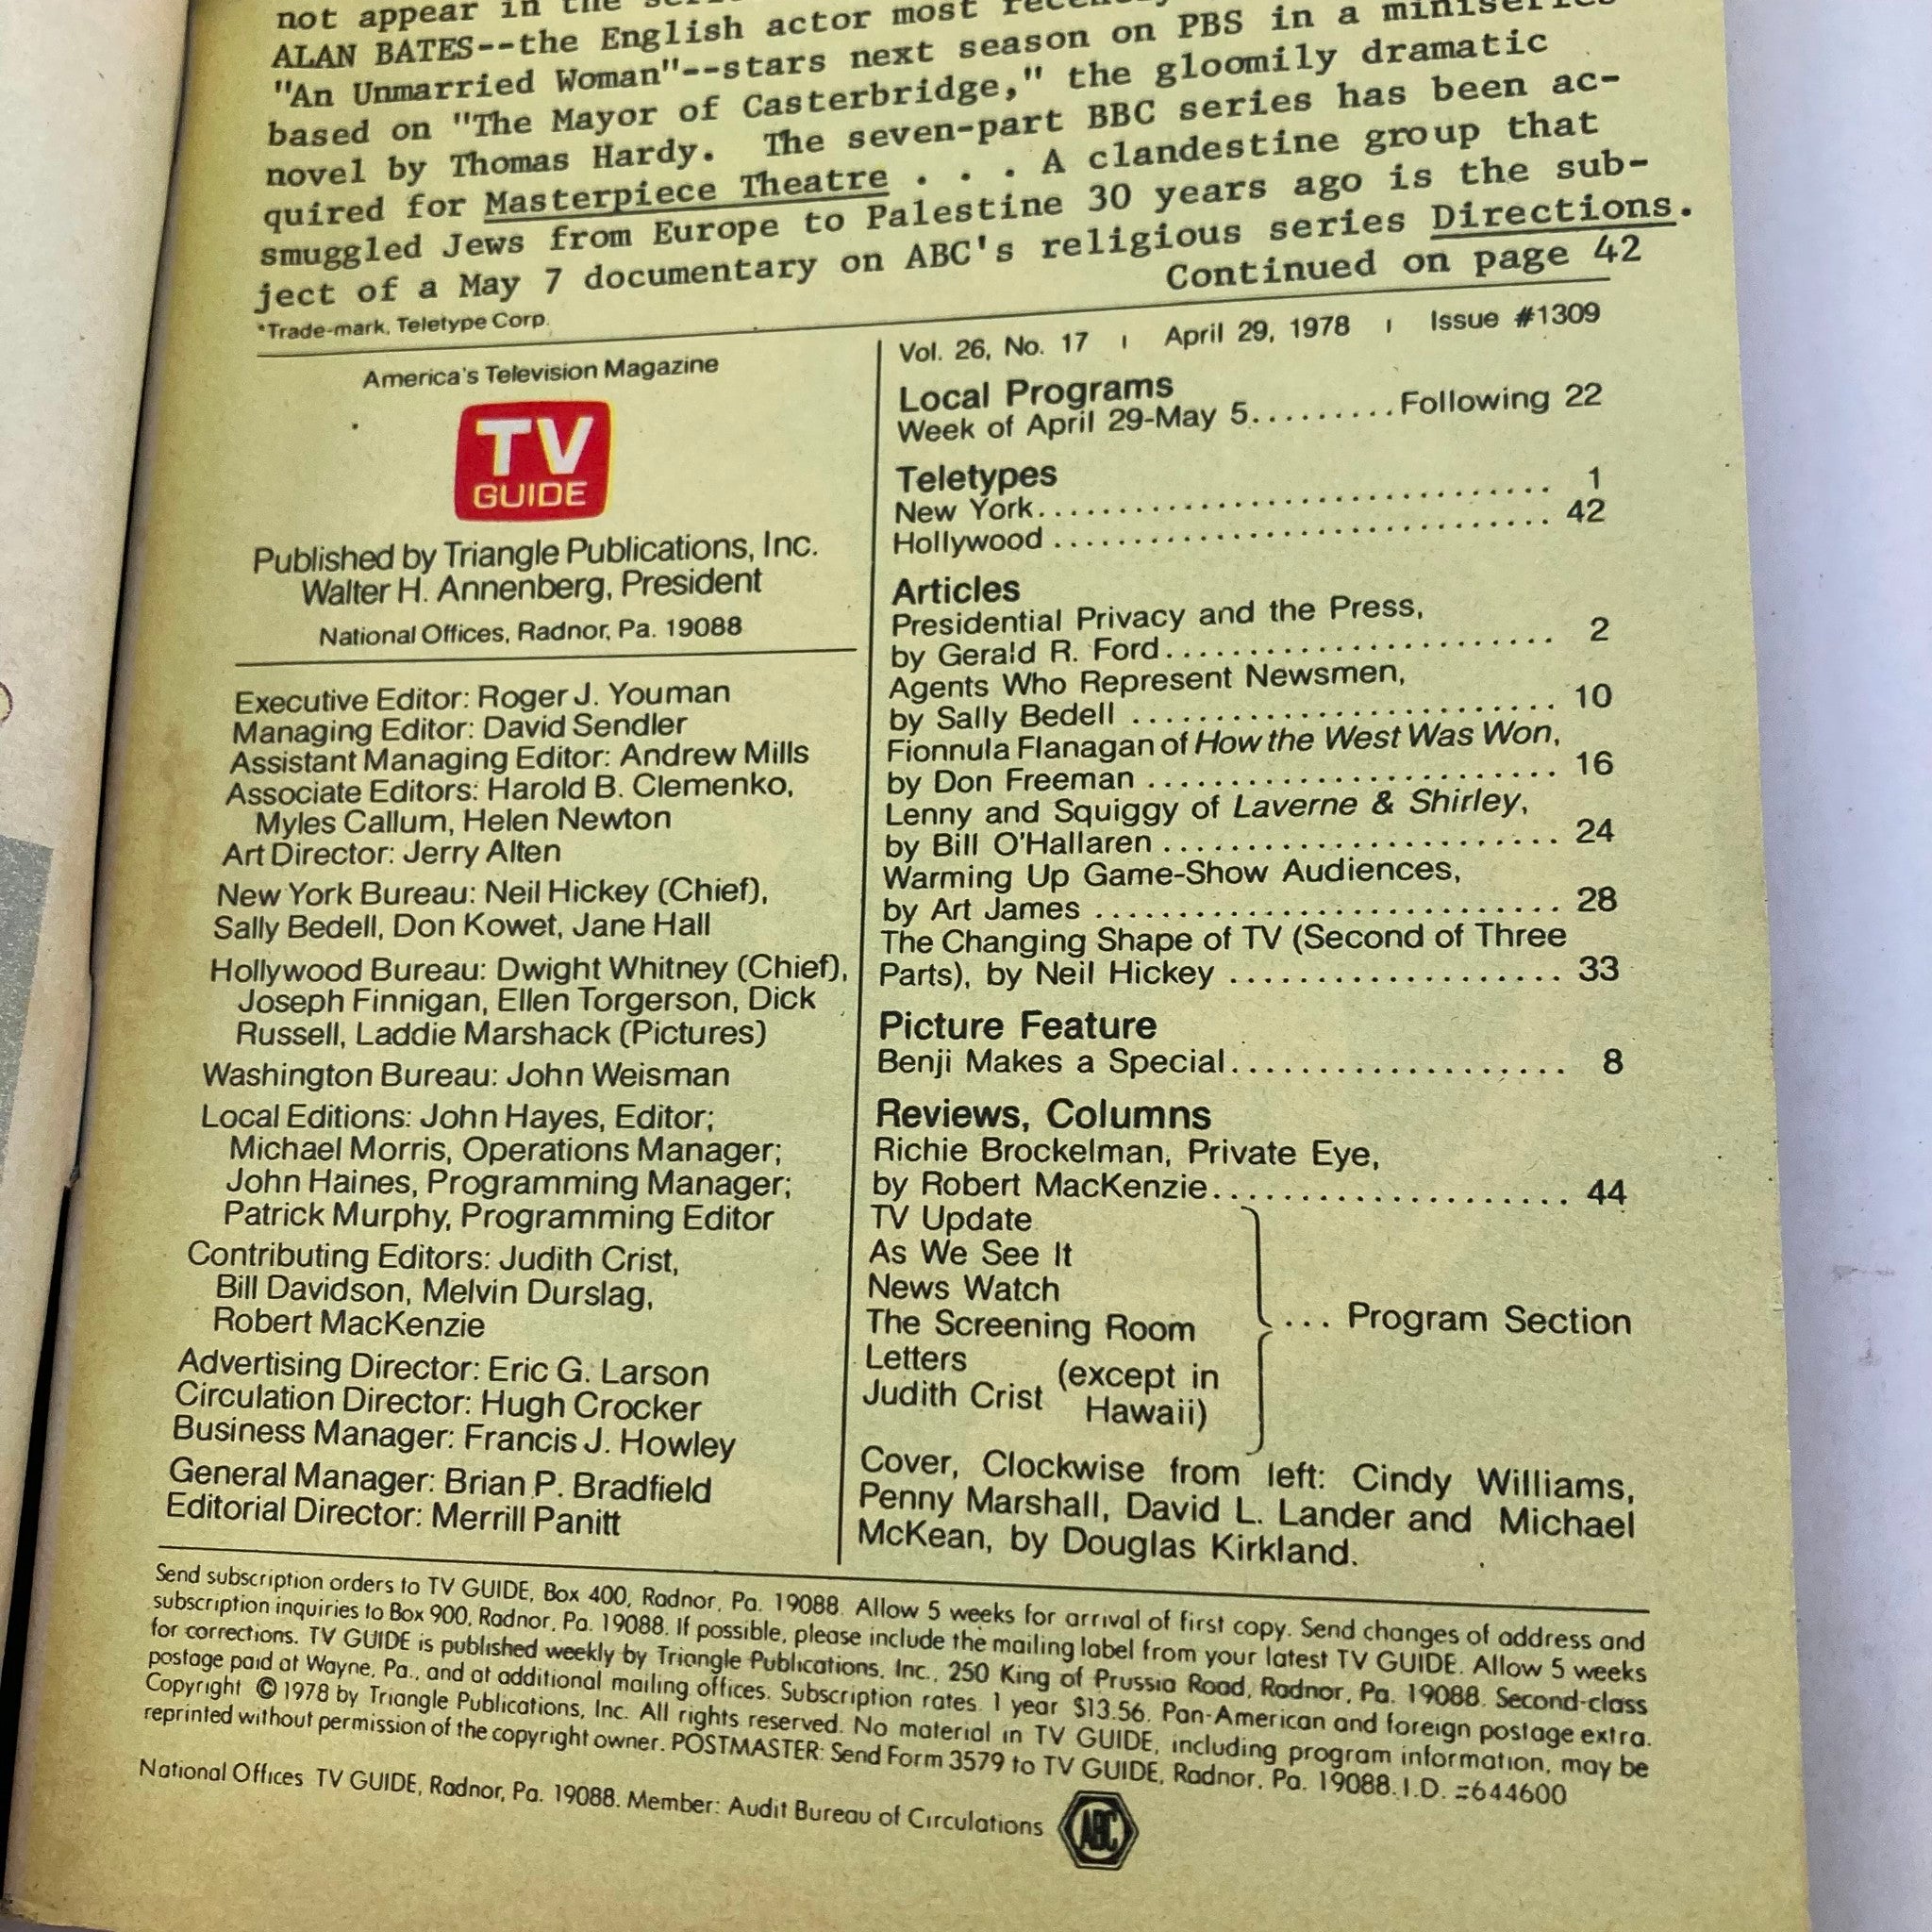 not appear in the
ALAN BATES--the English actor most
"An Unmarried Woman"--stars next season on PBS in a miniseries
based on "The Mayor of Casterbridge," the gloomily dramatic
novel by Thomas Hardy. The seven-part BBC series has been ac-
quired for Masterpiece Theatre . . . A clandestine group that
smuggled Jews from Europe to Palestine 30 years ago is the sub-
ject of a May 7 documentary on ABC's religious series Directions.
Continued on page 42
*Trade-mark, Teletype Corp.
America's Television Magazine
TV
GUIDE
Published by Triangle Publications, Inc.
Walter H. Annenberg, President
National Offices, Radnor, Pa. 19088
Executive Editor: Roger J. Youman
Managing Editor: David Sendler
Assistant Managing Editor: Andrew Mills
Associate Editors: Harold B. Clemenko,
Myles Callum, Helen Newton
Art Director: Jerry Alten
New York Bureau: Neil Hickey (Chief),
Sally Bedell, Don Kowet, Jane Hall
Hollywood Bureau: Dwight Whitney (Chief),
Joseph Finnigan, Ellen Torgerson, Dick
Russell, Laddie Marshack (Pictures)
Washington Bureau: John Weisman
Local Editions: John Hayes, Editor;
Michael Morris, Operations Manager;
John Haines, Programming Manager;
Patrick Murphy, Programming Editor
Contributing Editors: Judith Crist,
Bill Davidson, Melvin Durslag,
Robert MacKenzie
Advertising Director: Eric G. Larson
Circulation Director: Hugh Crocker
Business Manager: Francis J. Howley
General Manager: Brian P. Bradfield
Editorial Director: Merrill Panitt
Vol. 26, No. 17 | April 29, 1978 | Issue #1309
Local Programs
Week of April 29-May 5.........Following 22
Teletypes
New York................................ 1
Hollywood ............................... 42
Articles
Presidential Privacy and the Press,
by Gerald R. Ford........................ 2
Agents Who Represent Newsmen,
by Sally Bedell .......................... 10
Fionnula Flanagan of How the West Was Won,
by Don Freeman ......................... 16
Lenny and Squiggy of Laverne & Shirley,
by Bill O'Hallaren ........................ 24
Warming Up Game-Show Audiences,
by Art James ............................ 28
The Changing Shape of TV (Second of Three
Parts), by Neil Hickey .................... 33
Picture Feature
Benji Makes a Special.................... 8
Reviews, Columns
Richie Brockelman, Private Eye,
by Robert MacKenzie..................... 44
TV Update
As We See It
News Watch
The Screening Room
Letters
Judith Crist (except in
Hawaii)
... Program Section
Cover, Clockwise from left: Cindy Williams,
Penny Marshall, David L. Lander and Michael
McKean, by Douglas Kirkland.
Send subscription orders to TV GUIDE, Box 400, Radnor, Pa. 19088. Allow 5 weeks for arrival of first copy. Send changes of address and
subscription inquiries to Box 900, Radnor, Pa. 19088. If possible, please include the mailing label from your latest TV GUIDE. Allow 5 weeks
for corrections. TV GUIDE is published weekly by Triangle Publications, Inc., 250 King of Prussia Road, Radnor, Pa. 19088. Second-class
postage paid at Wayne, Pa., and at additional mailing offices. Subscription rates. 1 year $13.56. Pan-American and foreign postage extra.
Copyright © 1978 by Triangle Publications, Inc. All rights reserved. No material in TV GUIDE, including program information, may be
reprinted without permission of the copyright owner. POSTMASTER: Send Form 3579 to TV GUIDE, Radnor, Pa. 19088. I.D. =644600
National Offices TV GUIDE, Radnor, Pa. 19088. Member: Audit Bureau of Circulations
ABC